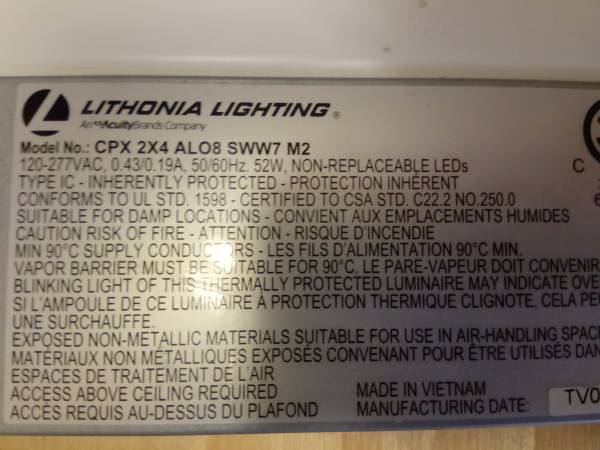 LITHONIA LIGHTING®
An AcuityBrands Company
Model No.: CPX 2X4 ALO8 SWW7 M2
120-277VAC, 0.43/0.19A, 50/60Hz. 52W, NON-REPLACEABLE LEDs
TYPE IC - INHERENTLY PROTECTED - PROTECTION INHÉRENT
CONFORMS TO UL STD. 1598 - CERTIFIED TO CSA STD. C22.2 NO.250.0
SUITABLE FOR DAMP LOCATIONS - CONVIENT AUX EMPLACEMENTS HUMIDES
CAUTION RISK OF FIRE - ATTENTION - RISQUE D'INCENDIE
MIN 90°C SUPPLY CONDUCTORS - LES FILS D'ALIMENTATION 90°C MIN.
VAPOR BARRIER MUST BE SUITABLE FOR 90°C. LE PARE-VAPEUR DOIT CONVENIR
BLINKING LIGHT OF THIS THERMALLY PROTECTED LUMINAIRE MAY INDICATE OVE
SI L'AMPOULE DE CE LUMINAIRE À PROTECTION THERMIQUE CLIGNOTE, CELA PE
UNE SURCHAUFFE.
EXPOSED NON-METALLIC MATERIALS SUITABLE FOR USE IN AIR-HANDLING SPAC
MATÉRIAUX NON MÉTALLIQUES EXPOSÉS CONVENANT POUR ÊTRE UTILISÉS DAN
ESPACES DE TRAITEMENT DE L'AIR
ACCESS ABOVE CEILING REQUIRED
ACCÈS REQUIS AU-DESSUS DU PLAFOND
MADE IN VIETNAM
MANUFACTURING DATE: TV0
C